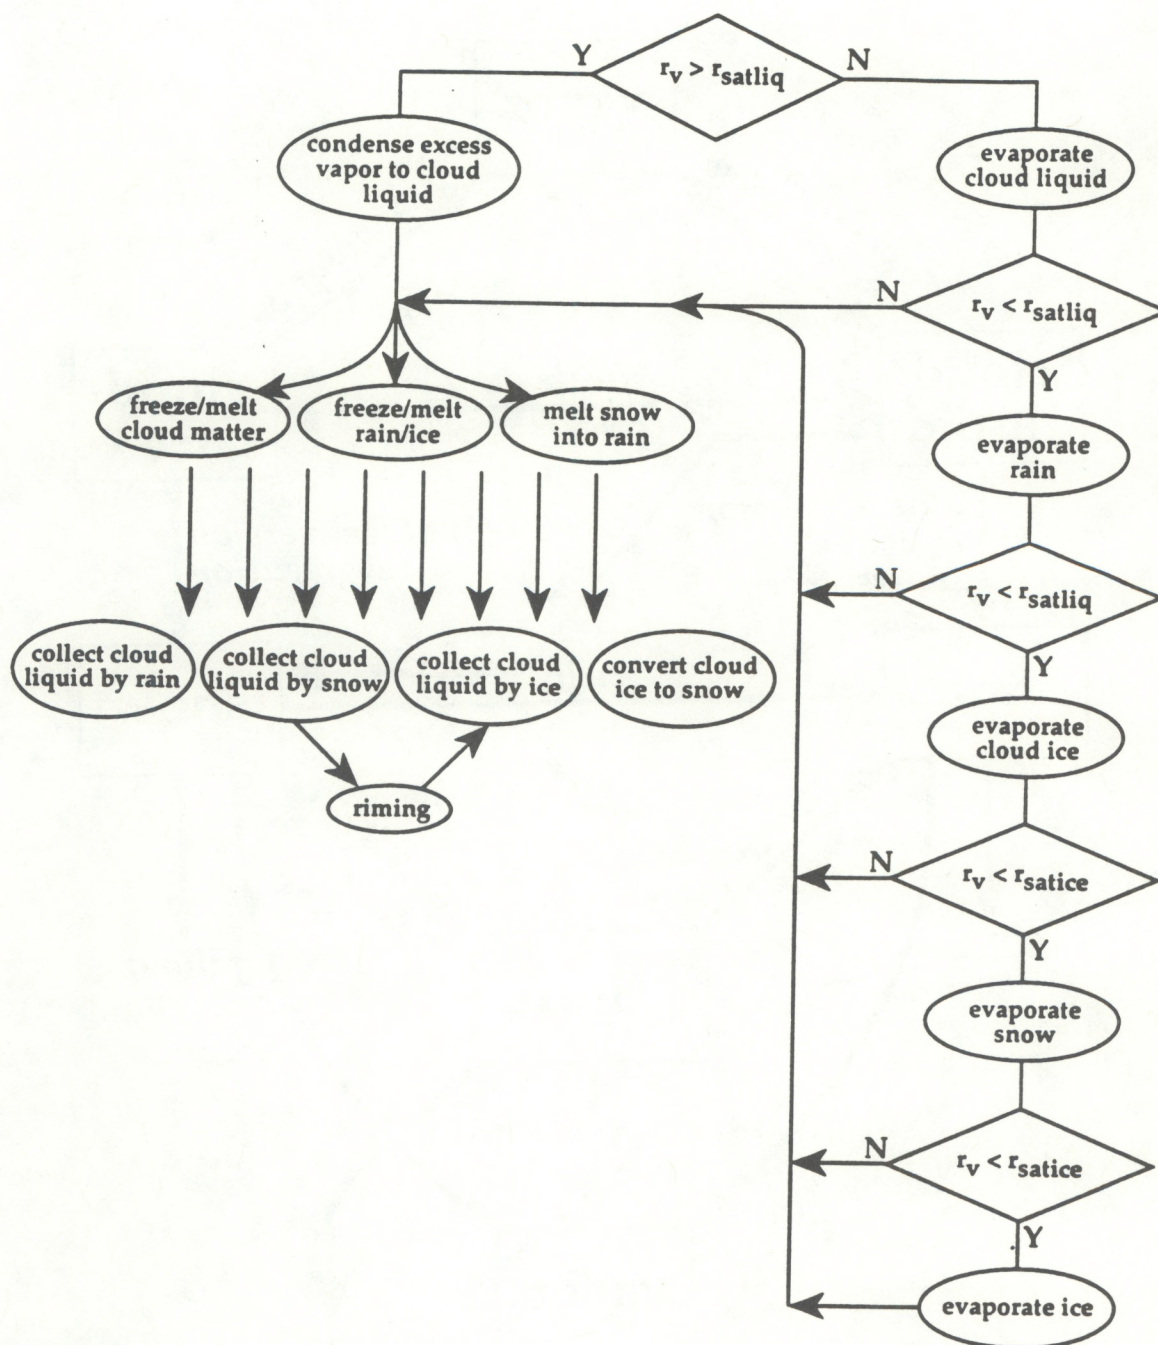 Y
r_v > r_satliq
N
condense excess
vapor to cloud
liquid
evaporate
cloud liquid
N
r_v < r_satliq
Y
freeze/melt
cloud matter
freeze/melt
rain/ice
melt snow
into rain
evaporate
rain
N
r_v < r_satliq
Y
collect cloud
liquid by rain
collect cloud
liquid by snow
collect cloud
liquid by ice
convert cloud
ice to snow
riming
evaporate
cloud ice
N
r_v < r_satice
Y
evaporate
snow
N
r_v < r_satice
Y
evaporate ice